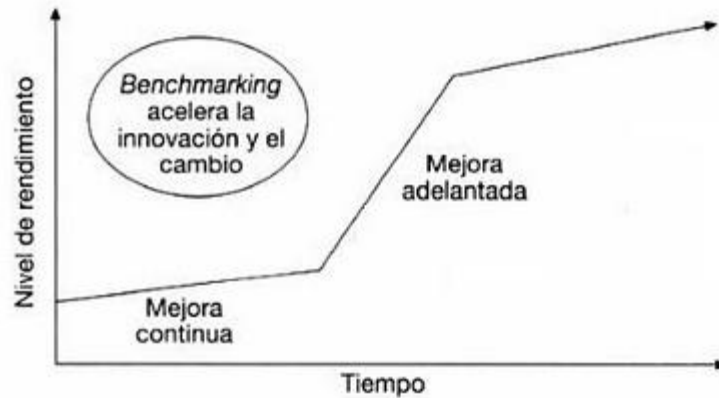 Benchmarking
acelera la
innovación y el
cambio
Nivel de rendimiento
Mejora
adelantada
Mejora
continua
Tiempo